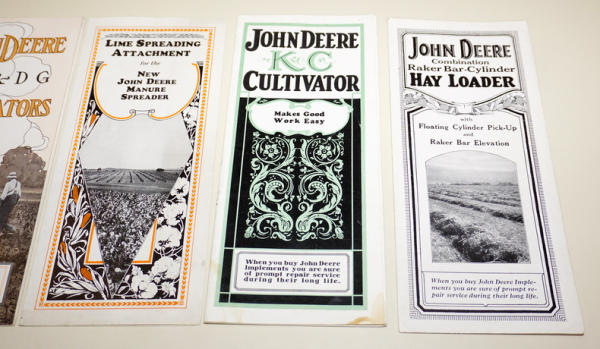 DEERE
D G
ATORS
LIME SPREADING
ATTACHMENT
for the
NEW
JOHN DEERE
MANURE
SPREADER
JOHN DEERE
KC
CULTIVATOR
Makes Good
Work Easy
When you buy John Deere
Implements you are sure
of prompt repair service
during their long life.
JOHN DEERE
Combination
Raker Bar-Cylinder
HAY LOADER
with
Floating Cylinder Pick-Up
and
Raker Bar Elevation
When you buy John Deere Imple-
ments you are sure of prompt re-
pair service during their long life.